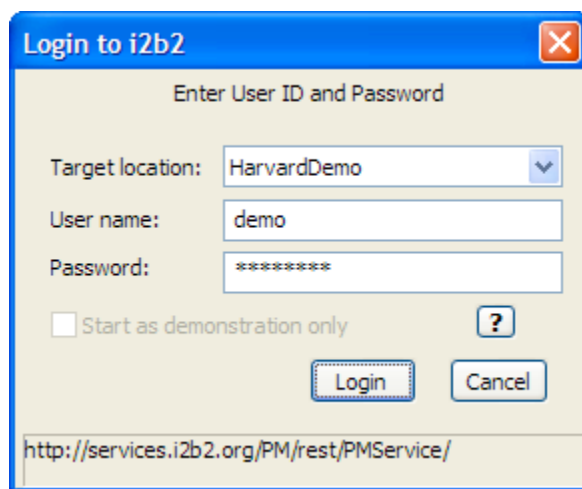 Login to i2b2
Enter User ID and Password
Target location: HarvardDemo
User name: demo
Password: ********
Start as demonstration only ?
Login Cancel
http://services.i2b2.org/PM/rest/PMService/